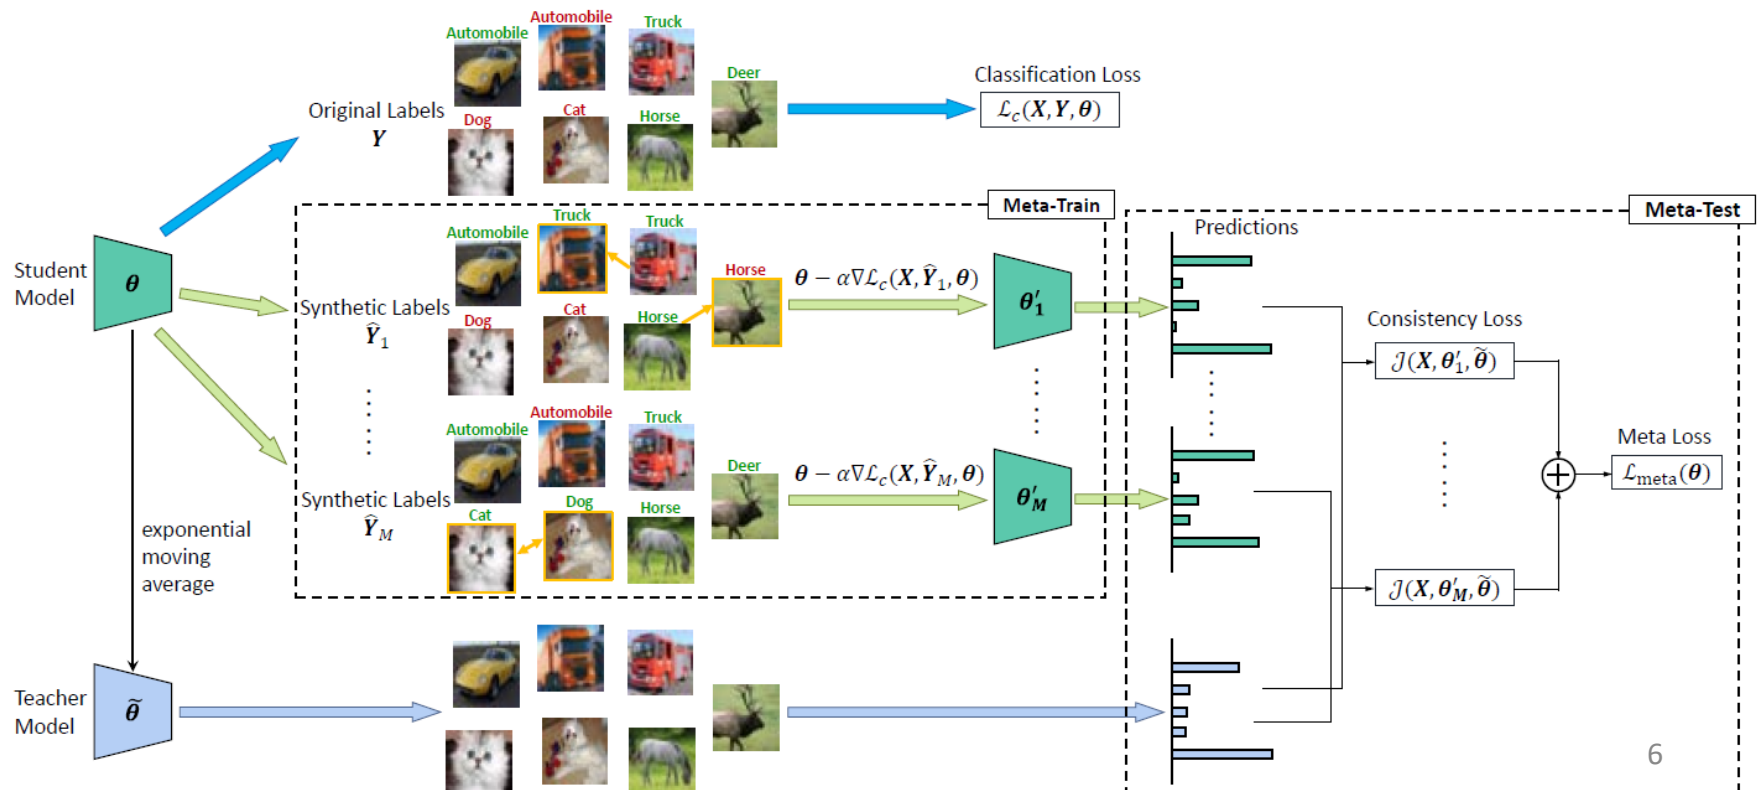 Automobile
Automobile
Truck
Deer
Original Labels
Y
Dog
Cat
Horse
Classification Loss
ℒc(X, Y, θ)
Meta-Train
Meta-Test
Student
Model
θ
Synthetic Labels
Ŷ1
Automobile
Truck
Truck
Horse
Dog
Cat
Horse
θ − α∇ℒc(X, Ŷ1, θ)
θ′1
Predictions
Consistency Loss
𝒥(X, θ′1, θ̃)
Synthetic Labels
ŶM
Automobile
Automobile
Truck
Deer
Cat
Dog
Horse
θ − α∇ℒc(X, ŶM, θ)
θ′M
𝒥(X, θ′M, θ̃)
Meta Loss
ℒmeta(θ)
exponential
moving
average
Teacher
Model
θ̃
6